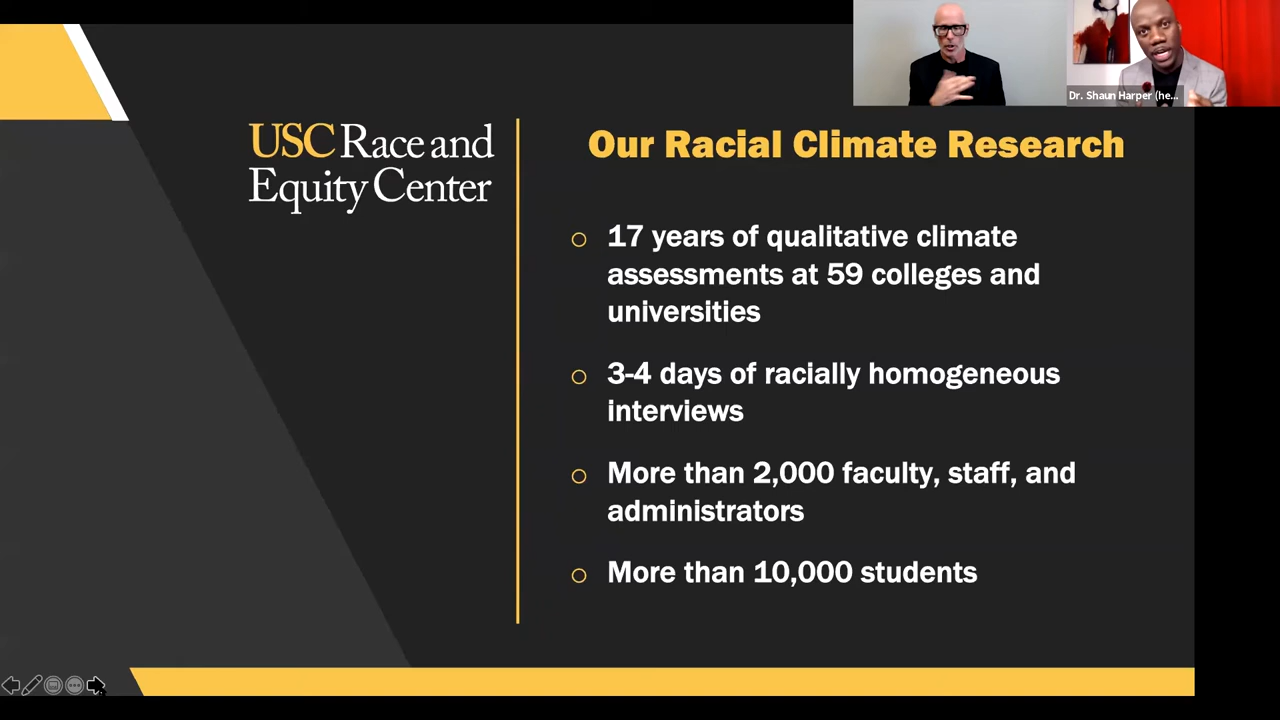 Dr. Shaun Harper (he...
USC Race and
Equity Center
Our Racial Climate Research
17 years of qualitative climate
assessments at 59 colleges and
universities
3-4 days of racially homogeneous
interviews
More than 2,000 faculty, staff, and
administrators
More than 10,000 students